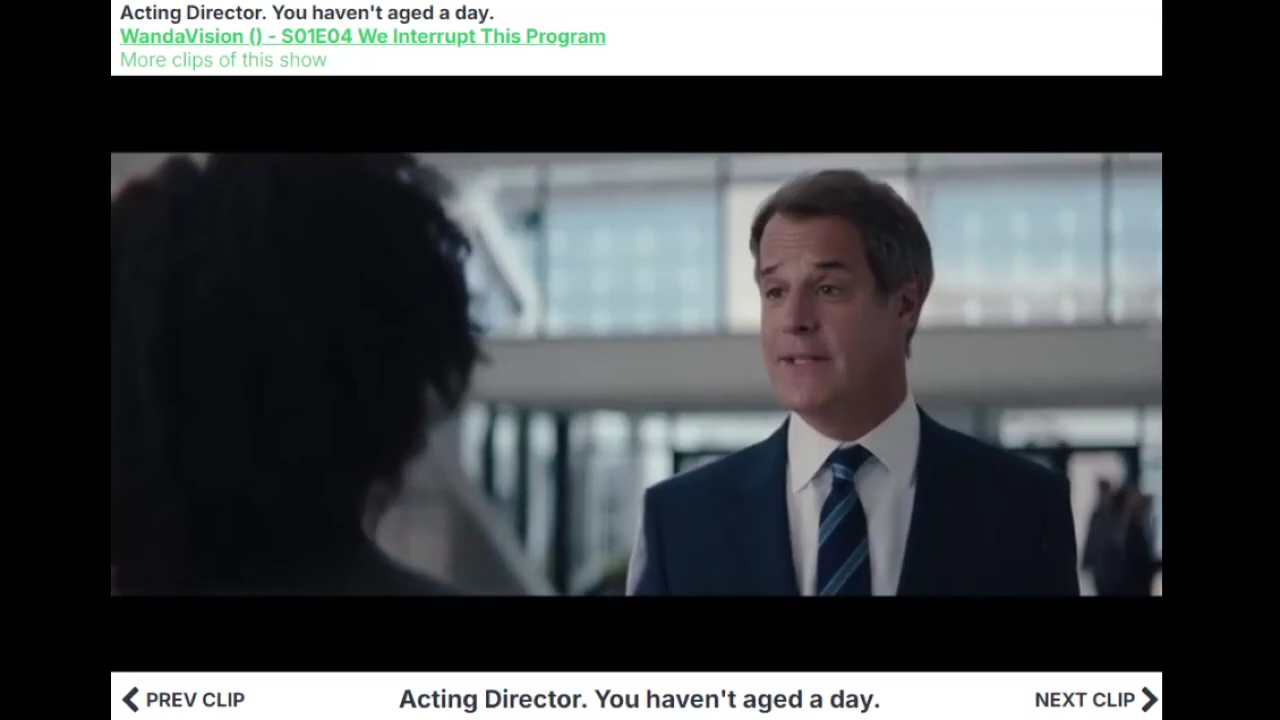 Acting Director. You haven't aged a day.
WandaVision () - S01E04 We Interrupt This Program
More clips of this show
PREV CLIP
Acting Director. You haven't aged a day.
NEXT CLIP